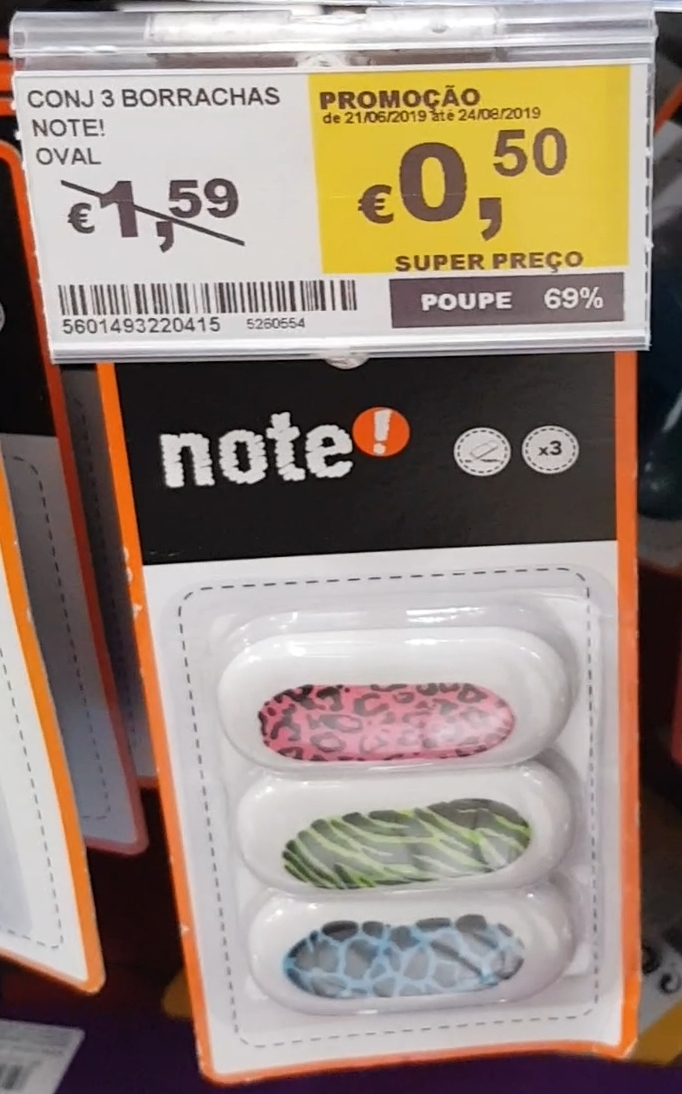 CONJ 3 BORRACHAS
NOTE!
OVAL
€1,59
PROMOÇÃO
de 21/06/2019 até 24/08/2019
€0,50
SUPER PREÇO
POUPE 69%
5601493220415 5260554
note!
x3